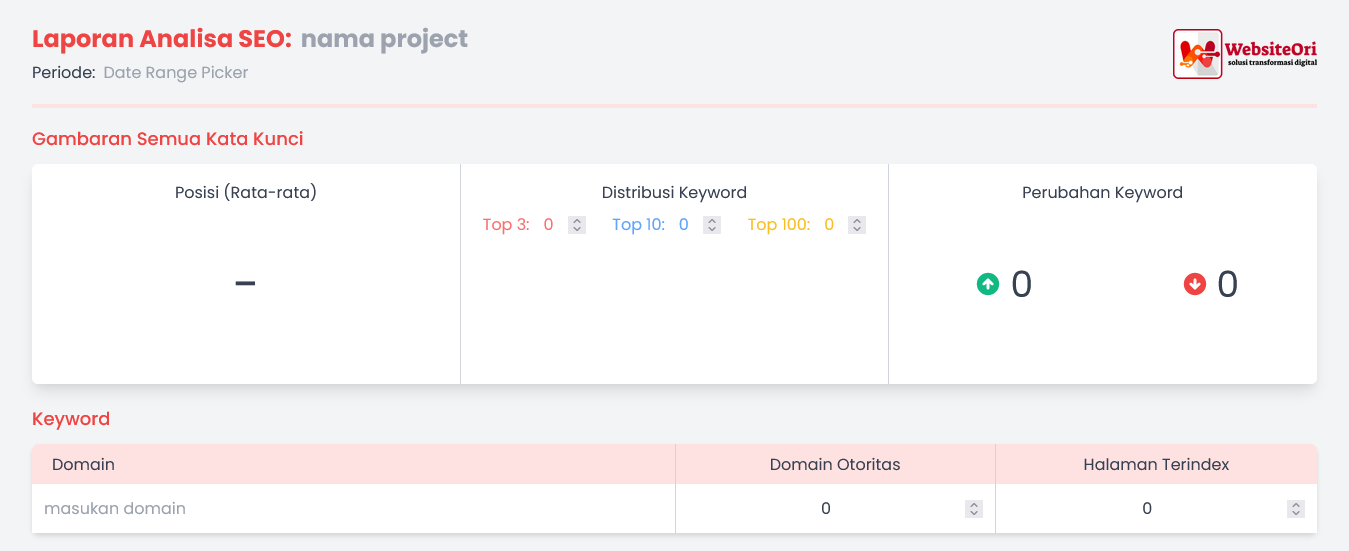 Laporan Analisa SEO: nama project
Periode: Date Range Picker
WebsiteOri
solusi transformasi digital
Gambaran Semua Kata Kunci
Posisi (Rata-rata)
–
Distribusi Keyword
Top 3: 0 Top 10: 0 Top 100: 0
Perubahan Keyword
0 0
Keyword
Domain Domain Otoritas Halaman Terindex
masukan domain 0 0